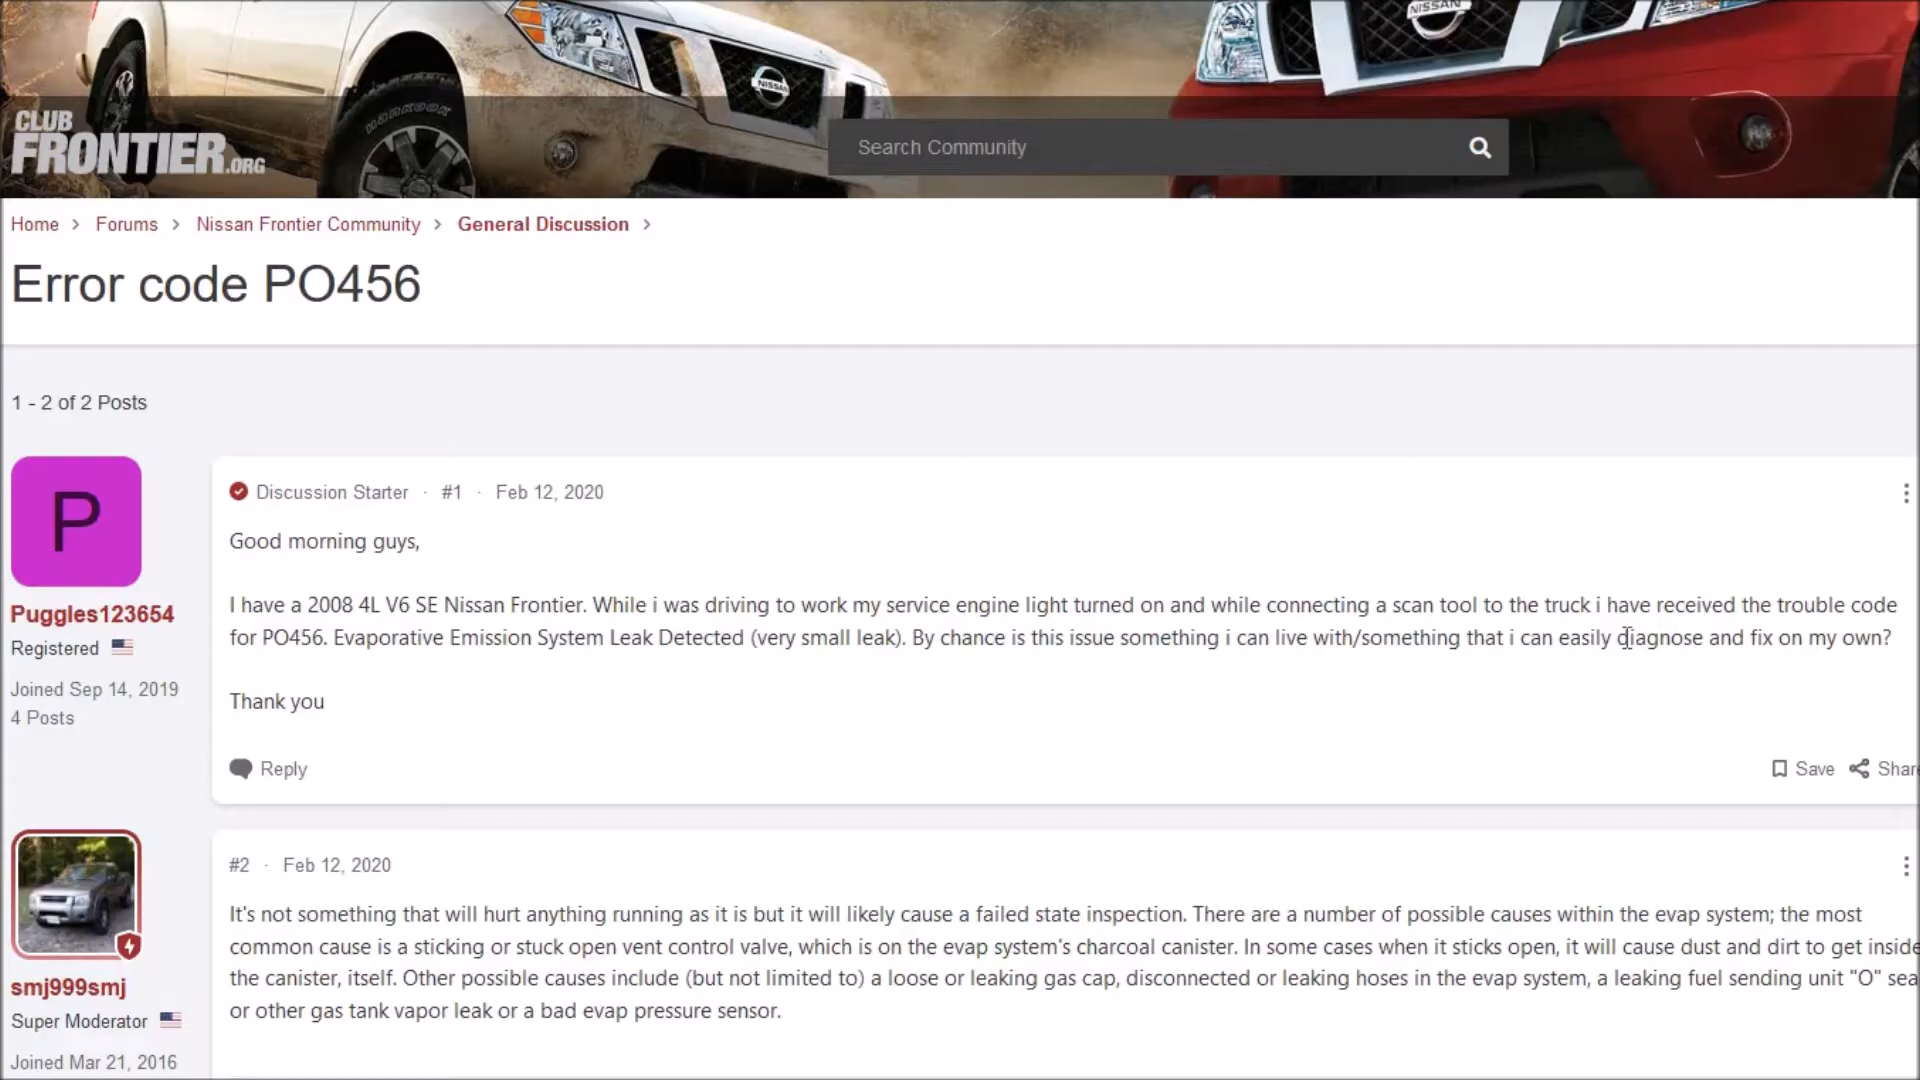 NISSAN
NISSAN
HANKOOK
CLUB
FRONTIER.ORG
Search Community
Home > Forums > Nissan Frontier Community > General Discussion >
Error code PO456
1 - 2 of 2 Posts
P
Puggles123654
Registered
Joined Sep 14, 2019
4 Posts
Discussion Starter · #1 · Feb 12, 2020
Good morning guys,
I have a 2008 4L V6 SE Nissan Frontier. While i was driving to work my service engine light turned on and while connecting a scan tool to the truck i have received the trouble code
for PO456. Evaporative Emission System Leak Detected (very small leak). By chance is this issue something i can live with/something that i can easily diagnose and fix on my own?
Thank you
Reply
Save Share
smj999smj
Super Moderator
Joined Mar 21, 2016
#2 · Feb 12, 2020
It's not something that will hurt anything running as it is but it will likely cause a failed state inspection. There are a number of possible causes within the evap system; the most
common cause is a sticking or stuck open vent control valve, which is on the evap system's charcoal canister. In some cases when it sticks open, it will cause dust and dirt to get inside
the canister, itself. Other possible causes include (but not limited to) a loose or leaking gas cap, disconnected or leaking hoses in the evap system, a leaking fuel sending unit "O" sea
or other gas tank vapor leak or a bad evap pressure sensor.